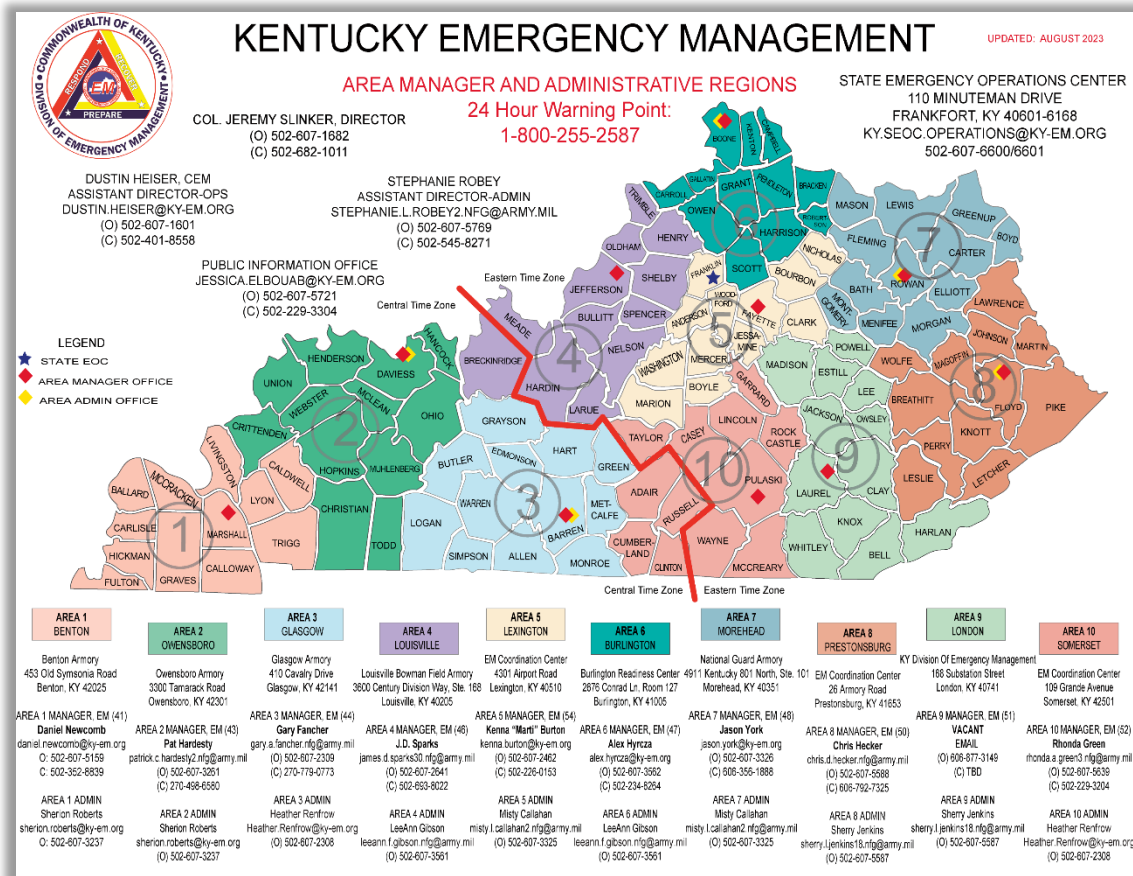 COMMONWEALTH OF KENTUCKY
DIVISION OF EMERGENCY MANAGEMENT
RESPOND
RECOVER
EM
PREPARE
KENTUCKY EMERGENCY MANAGEMENT
UPDATED: AUGUST 2023
AREA MANAGER AND ADMINISTRATIVE REGIONS
24 Hour Warning Point:
1-800-255-2587
STATE EMERGENCY OPERATIONS CENTER
110 MINUTEMAN DRIVE
FRANKFORT, KY 40601-6168
KY.SEOC.OPERATIONS@KY-EM.ORG
502-607-6600/6601
COL. JEREMY SLINKER, DIRECTOR
(O) 502-607-1682
(C) 502-682-1011
DUSTIN HEISER, CEM
ASSISTANT DIRECTOR-OPS
DUSTIN.HEISER@KY-EM.ORG
(O) 502-607-1601
(C) 502-401-8558
STEPHANIE ROBEY
ASSISTANT DIRECTOR-ADMIN
STEPHANIE.L.ROBEY2.NFG@ARMY.MIL
(O) 502-607-5769
(C) 502-545-8271
PUBLIC INFORMATION OFFICE
JESSICA.ELBOUAB@KY-EM.ORG
(O) 502-607-5721
(C) 502-229-3304
Eastern Time Zone
Central Time Zone
LEGEND
STATE EOC
AREA MANAGER OFFICE
AREA ADMIN OFFICE
BOONE
KENTON
CAMPBELL
GALLATIN
GRANT
PENDLETON
BRACKEN
CARROLL
OWEN
ROBERT-
SON
HARRISON
SCOTT
6
MASON
LEWIS
GREENUP
BOYD
FLEMING
CARTER
7
BATH
ROWAN
ELLIOTT
MONT-
GOMERY
MENIFEE
MORGAN
TRIMBLE
OLDHAM
HENRY
SHELBY
JEFFERSON
BULLITT
SPENCER
NELSON
MEADE
BRECKINRIDGE
HARDIN
LARUE
4
FRANKLIN
NICHOLAS
BOURBON
WOOD-
FORD
FAYETTE
ANDERSON
CLARK
JESSA-
MINE
MERCER
WASHINGTON
BOYLE
MARION
5
LAWRENCE
JOHNSON
MARTIN
WOLFE
MAGOFFIN
BREATHITT
FLOYD
PIKE
KNOTT
PERRY
LESLIE
LETCHER
8
POWELL
MADISON
ESTILL
LEE
JACKSON
OWSLEY
LAUREL
CLAY
KNOX
WHITLEY
BELL
HARLAN
9
GARRARD
LINCOLN
CASEY
ROCK
CASTLE
TAYLOR
PULASKI
ADAIR
RUSSELL
WAYNE
CUMBER-
LAND
CLINTON
MCCREARY
10
HANCOCK
HENDERSON
DAVIESS
UNION
WEBSTER
MCLEAN
OHIO
CRITTENDEN
HOPKINS
MUHLENBERG
CHRISTIAN
TODD
2
GRAYSON
BUTLER
EDMONSON
HART
GREEN
WARREN
MET-
CALFE
BARREN
LOGAN
SIMPSON
ALLEN
MONROE
3
LIVINGSTON
CALDWELL
MCCRACKEN
BALLARD
LYON
CARLISLE
MARSHALL
TRIGG
HICKMAN
CALLOWAY
FULTON
GRAVES
1
Central Time Zone
Eastern Time Zone
AREA 1
BENTON
Benton Armory
453 Old Symsonia Road
Benton, KY 42025
AREA 1 MANAGER, EM (41)
Daniel Newcomb
daniel.newcomb@ky-em.org
O: 502-607-5159
C: 502-352-8839
AREA 1 ADMIN
Sherion Roberts
sherion.roberts@ky-em.org
O: 502-607-3237
AREA 2
OWENSBORO
Owensboro Armory
3300 Tamarack Road
Owensboro, KY 42301
AREA 2 MANAGER, EM (43)
Pat Hardesty
patrick.c.hardesty2.nfg@army.mil
(O) 502-607-3261
(C) 270-498-6580
AREA 2 ADMIN
Sherion Roberts
sherion.roberts@ky-em.org
(O) 502-607-3237
AREA 3
GLASGOW
Glasgow Armory
410 Cavalry Drive
Glasgow, KY 42141
AREA 3 MANAGER, EM (44)
Gary Fancher
gary.a.fancher.nfg@army.mil
(O) 502-607-2309
(C) 270-779-0773
AREA 3 ADMIN
Heather Renfrow
Heather.Renfrow@ky-em.org
(O) 502-607-2308
AREA 4
LOUISVILLE
Louisville Bowman Field Armory
3600 Century Division Way, Ste. 168
Louisville, KY 40205
AREA 4 MANAGER, EM (46)
J.D. Sparks
james.d.sparks30.nfg@army.mil
(O) 502-607-2641
(C) 502-693-8022
AREA 4 ADMIN
LeeAnn Gibson
leeann.f.gibson.nfg@army.mil
(O) 502-607-3561
AREA 5
LEXINGTON
EM Coordination Center
4301 Airport Road
Lexington, KY 40510
AREA 5 MANAGER, EM (54)
Kenna "Marti" Burton
kenna.burton@ky-em.org
(O) 502-607-2462
(C) 502-226-0153
AREA 5 ADMIN
Misty Callahan
misty.l.callahan2.nfg@army.mil
(O) 502-607-3325
AREA 6
BURLINGTON
Burlington Readiness Center
2676 Conrad Ln, Room 127
Burlington, KY 41005
AREA 6 MANAGER, EM (47)
Alex Hyrcza
alex.hyrcza@ky-em.org
(O) 502-607-3562
(C) 502-234-8264
AREA 6 ADMIN
LeeAnn Gibson
leeann.f.gibson.nfg@army.mil
(O) 502-607-3561
AREA 7
MOREHEAD
National Guard Armory
4911 Kentucky 801 North, Ste. 101
Morehead, KY 40351
AREA 7 MANAGER, EM (48)
Jason York
jason.york@ky-em.org
(O) 502-607-3326
(C) 606-356-1888
AREA 7 ADMIN
Misty Callahan
misty.l.callahan2.nfg@army.mil
(O) 502-607-3325
AREA 8
PRESTONSBURG
EM Coordination Center
26 Armory Road
Prestonsburg, KY 41653
AREA 8 MANAGER, EM (50)
Chris Hecker
chris.d.hecker.nfg@army.mil
(O) 502-607-5588
(C) 606-792-7325
AREA 8 ADMIN
Sherry Jenkins
sherry.l.jenkins18.nfg@army.mil
(O) 502-607-5587
AREA 9
LONDON
KY Division Of Emergency Management
168 Substation Street
London, KY 40741
AREA 9 MANAGER, EM (51)
VACANT
EMAIL
(O) 606-877-3149
(C) TBD
AREA 9 ADMIN
Sherry Jenkins
sherry.l.jenkins18.nfg@army.mil
(O) 502-607-5587
AREA 10
SOMERSET
EM Coordination Center
109 Grande Avenue
Somerset, KY 42501
AREA 10 MANAGER, EM (52)
Rhonda Green
rhonda.a.green3.nfg@army.mil
(O) 502-607-5639
(C) 502-229-3204
AREA 10 ADMIN
Heather Renfrow
Heather.Renfrow@ky-em.org
(O) 502-607-2308